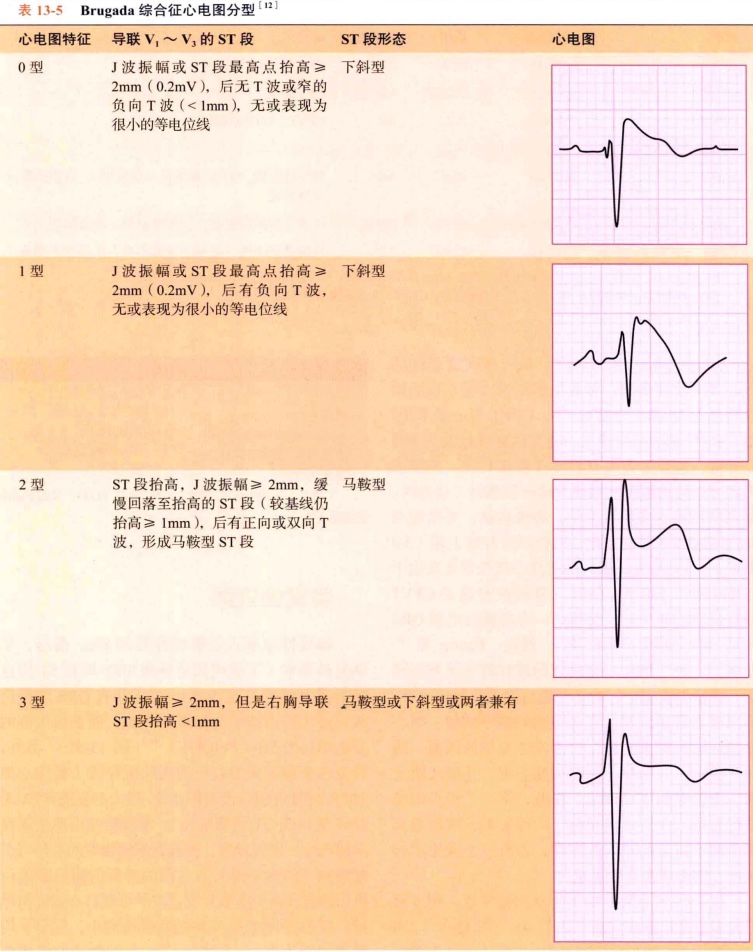 表 13-5 Brugada 综合征心电图分型[12]
心电图特征 导联 V₁～V₃ 的 ST 段 ST 段形态 心电图
0 型 J 波振幅或 ST 段最高点抬高≥ 下斜型
2mm（0.2mV），后无 T 波或窄的
负向 T 波（< 1mm），无或表现为
很小的等电位线
1 型 J 波振幅或 ST 段最高点抬高≥ 下斜型
2mm（0.2mV），后有负向 T 波，
无或表现为很小的等电位线
2 型 ST 段抬高，J 波振幅≥ 2mm，缓 马鞍型
慢回落至抬高的 ST 段（较基线仍
抬高≥ 1mm），后有正向或双向 T
波，形成马鞍型 ST 段
3 型 J 波振幅≥ 2mm，但是右胸导联 马鞍型或下斜型或两者兼有
ST 段抬高 <1mm